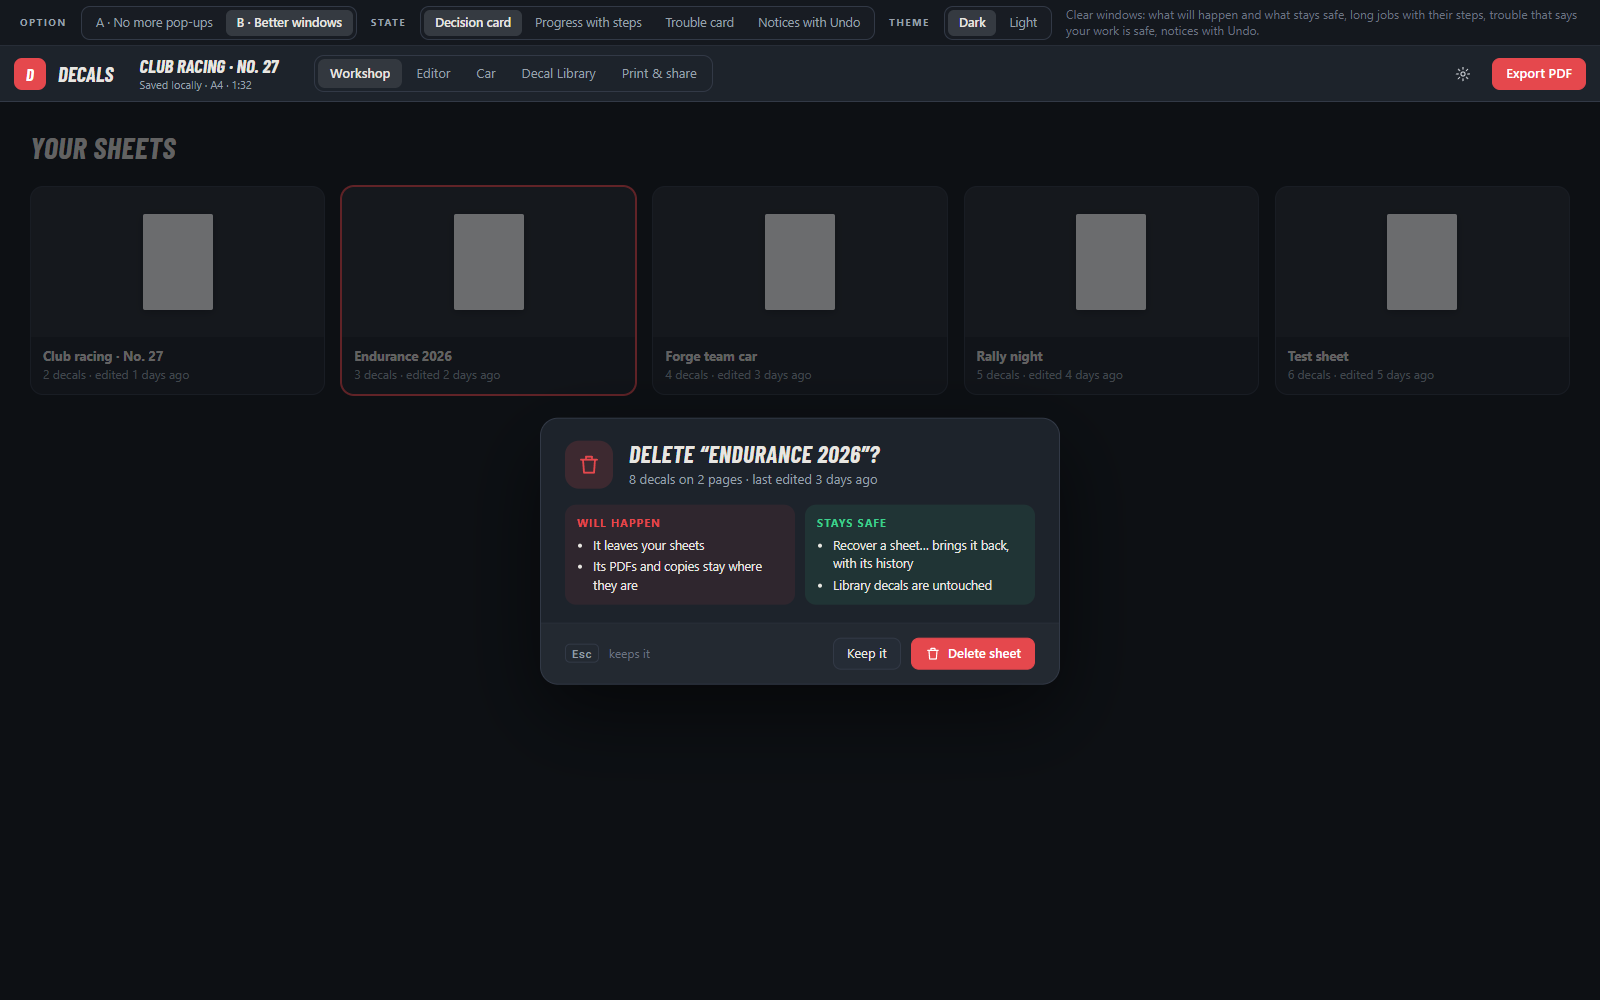 OPTION
A · No more pop-ups
B · Better windows
STATE
Decision card
Progress with steps
Trouble card
Notices with Undo
THEME
Dark
Light
Clear windows: what will happen and what stays safe, long jobs with their steps, trouble that says
your work is safe, notices with Undo.
D
DECALS
CLUB RACING · NO. 27
Saved locally · A4 · 1:32
Workshop
Editor
Car
Decal Library
Print & share
Export PDF
YOUR SHEETS
Club racing · No. 27
2 decals · edited 1 days ago
Endurance 2026
3 decals · edited 2 days ago
Forge team car
4 decals · edited 3 days ago
Rally night
5 decals · edited 4 days ago
Test sheet
6 decals · edited 5 days ago
DELETE “ENDURANCE 2026”?
8 decals on 2 pages · last edited 3 days ago
WILL HAPPEN
• It leaves your sheets
• Its PDFs and copies stay where
they are
STAYS SAFE
• Recover a sheet… brings it back,
with its history
• Library decals are untouched
Esc keeps it
Keep it
Delete sheet